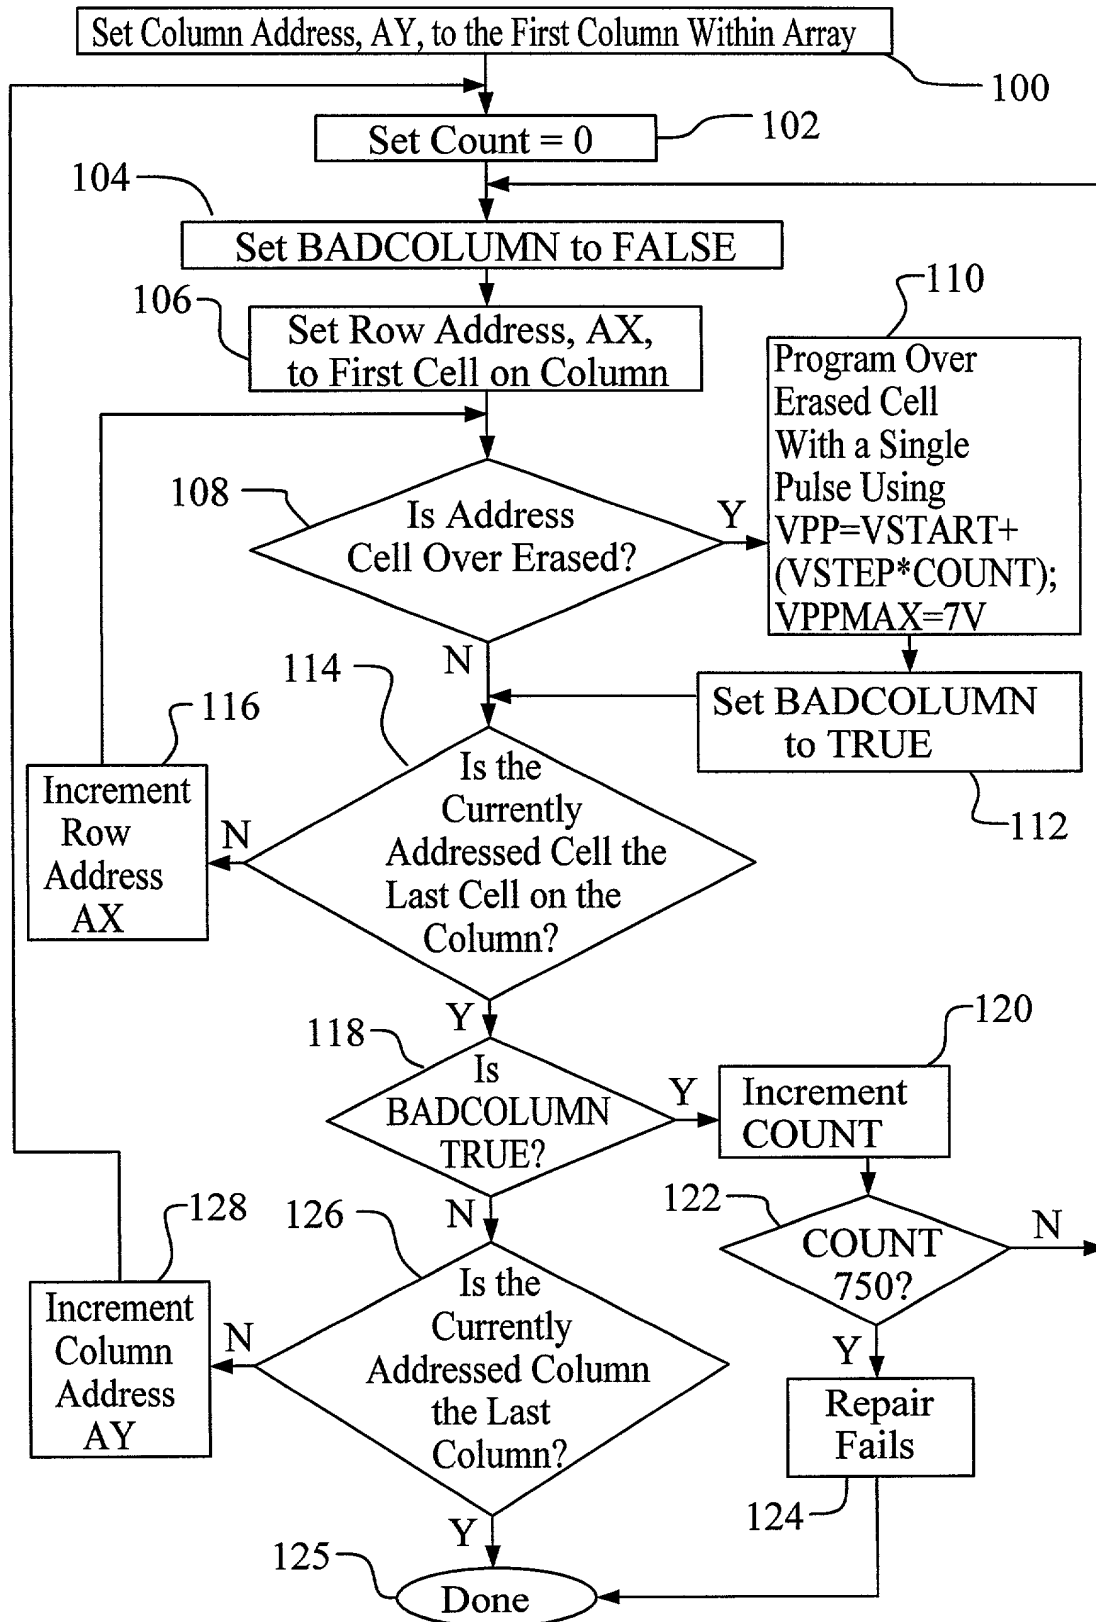 Set Column Address, AY, to the First Column Within Array
100
Set Count = 0
102
104
Set BADCOLUMN to FALSE
106
Set Row Address, AX,
to First Cell on Column
110
Program Over
Erased Cell
With a Single
Pulse Using
VPP=VSTART+
(VSTEP*COUNT);
VPPMAX=7V
108
Is Address
Cell Over Erased?
Y
N
114
Set BADCOLUMN
to TRUE
112
116
Increment
Row
Address
AX
N
Is the
Currently
Addressed Cell the
Last Cell on the
Column?
Y
118
Is
BADCOLUMN
TRUE?
Y
120
Increment
COUNT
N
122
COUNT
750?
N
Y
128
Increment
Column
Address
AY
126
N
Is the
Currently
Addressed Column
the Last
Column?
Repair
Fails
124
Y
125
Done